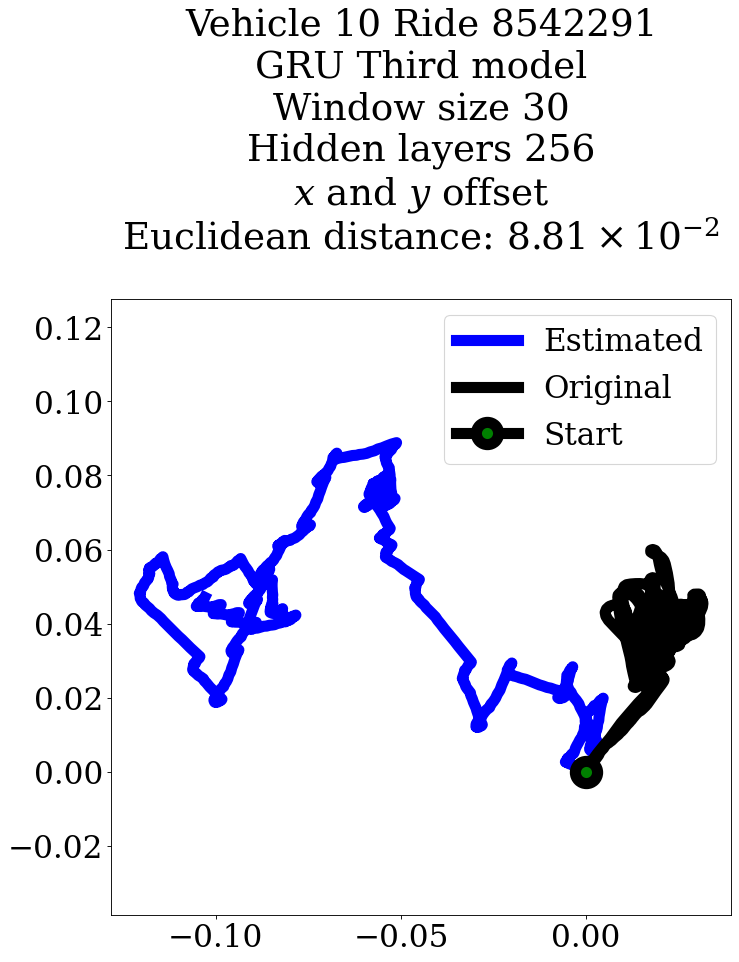 Vehicle 10 Ride 8542291
GRU Third model
Window size 30
Hidden layers 256
x and y offset
Euclidean distance: 8.81 × 10⁻²
Estimated
Original
Start
0.12
0.10
0.08
0.06
0.04
0.02
0.00
−0.02
−0.10 −0.05 0.00